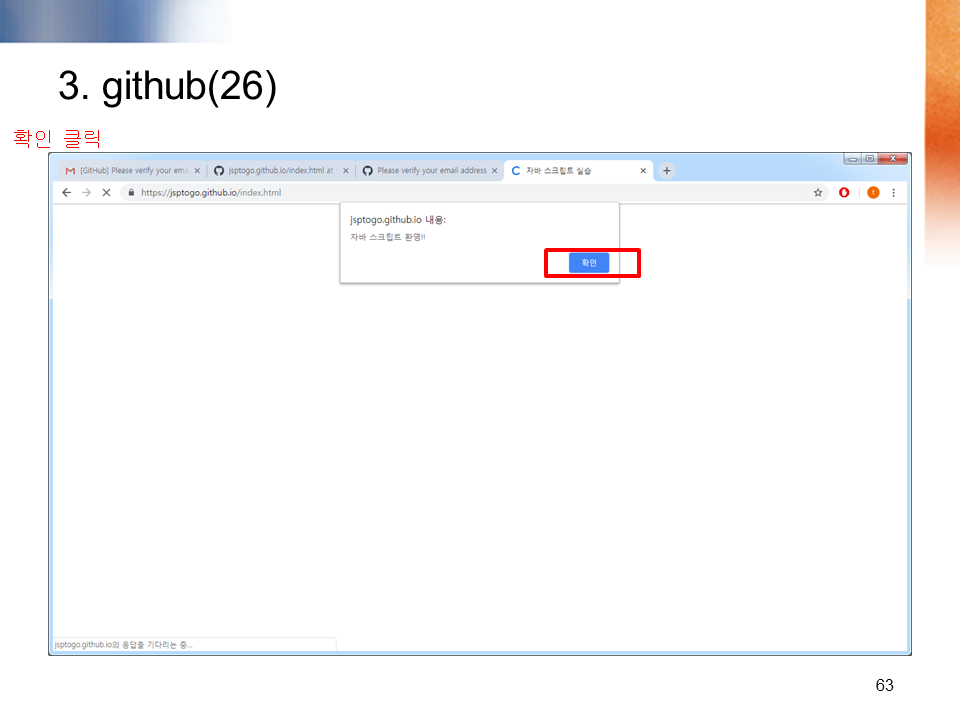 3. github(26)
확인 클릭
[GitHub] Please verify your ema
jsptogo.github.io/index.html at
Please verify your email address
자바 스크립트 실습
https://jsptogo.github.io/index.html
jsptogo.github.io 내용:
자바 스크립트 환영!!
확인
jsptogo.github.io의 응답을 기다리는 중...
63